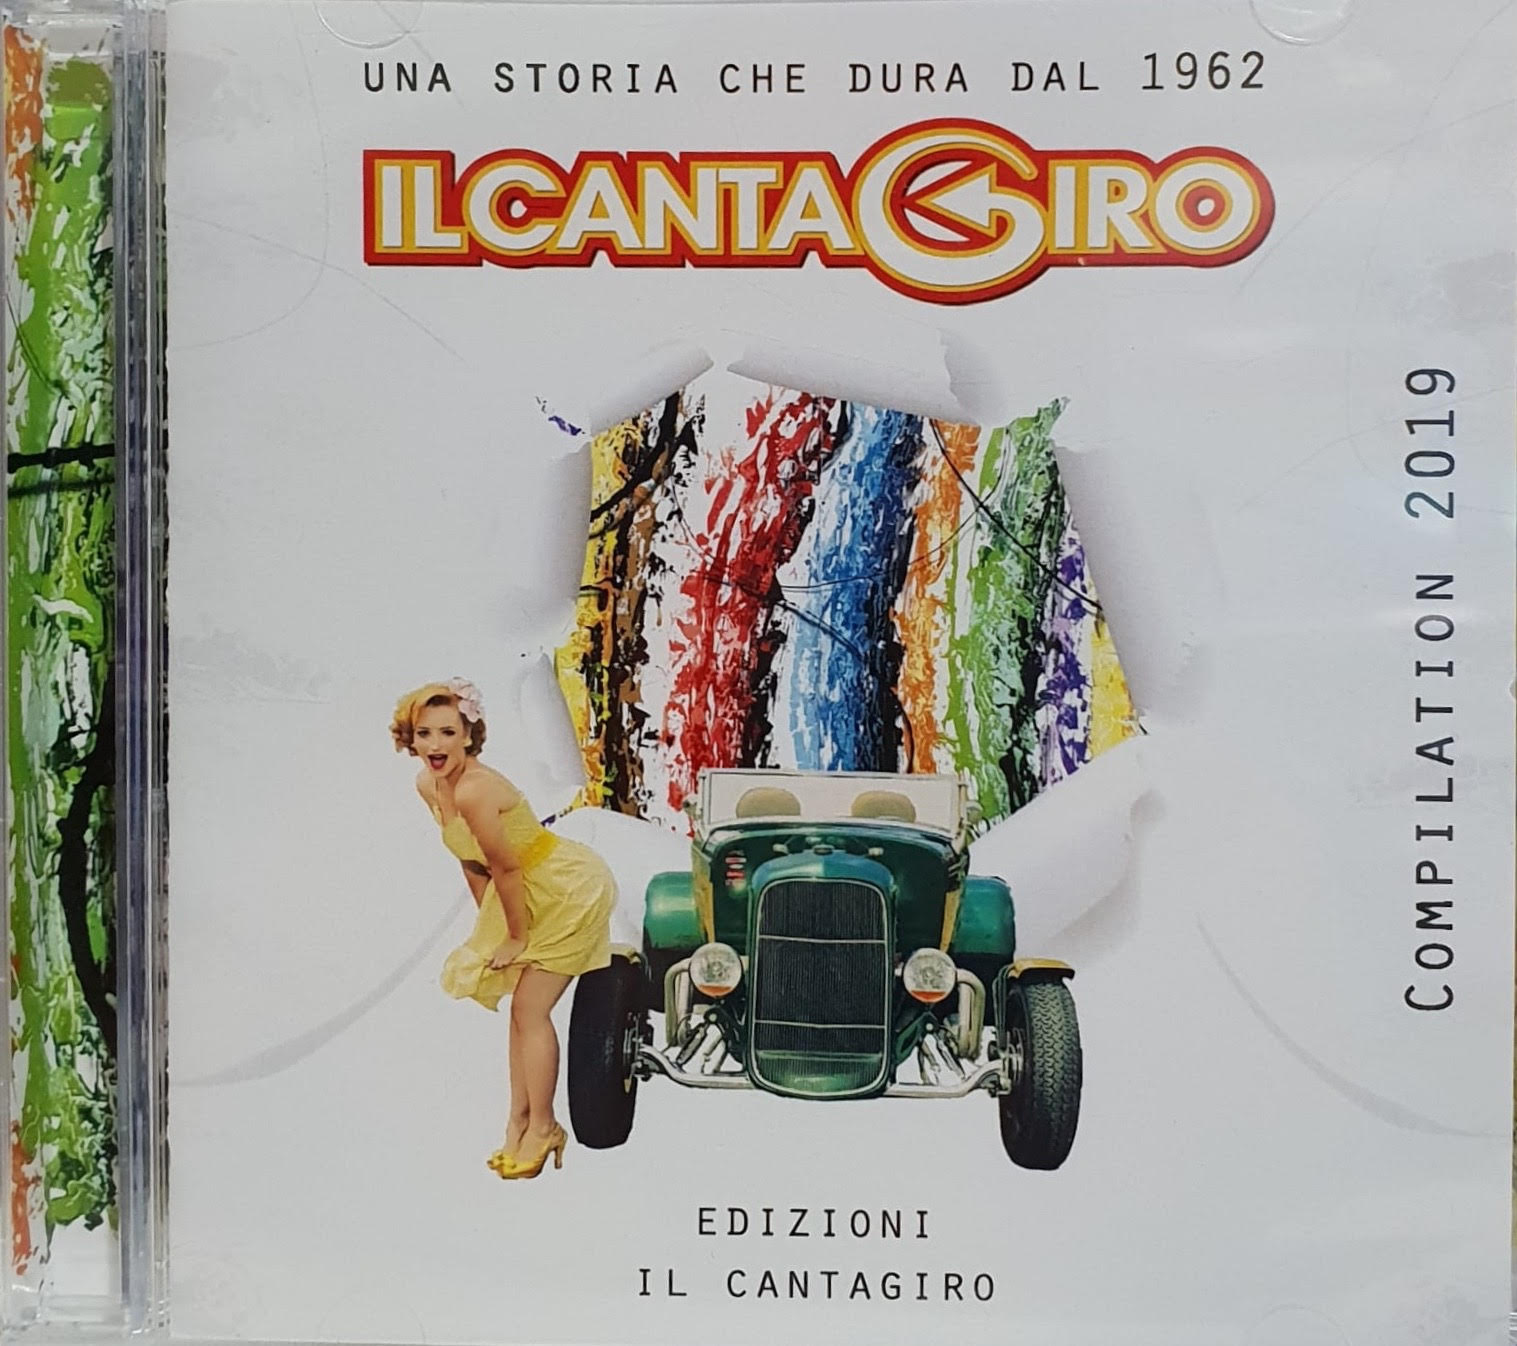 UNA STORIA CHE DURA DAL 1962
ILCANTAGIRO
COMPILATION 2019
EDIZIONI
IL CANTAGIRO